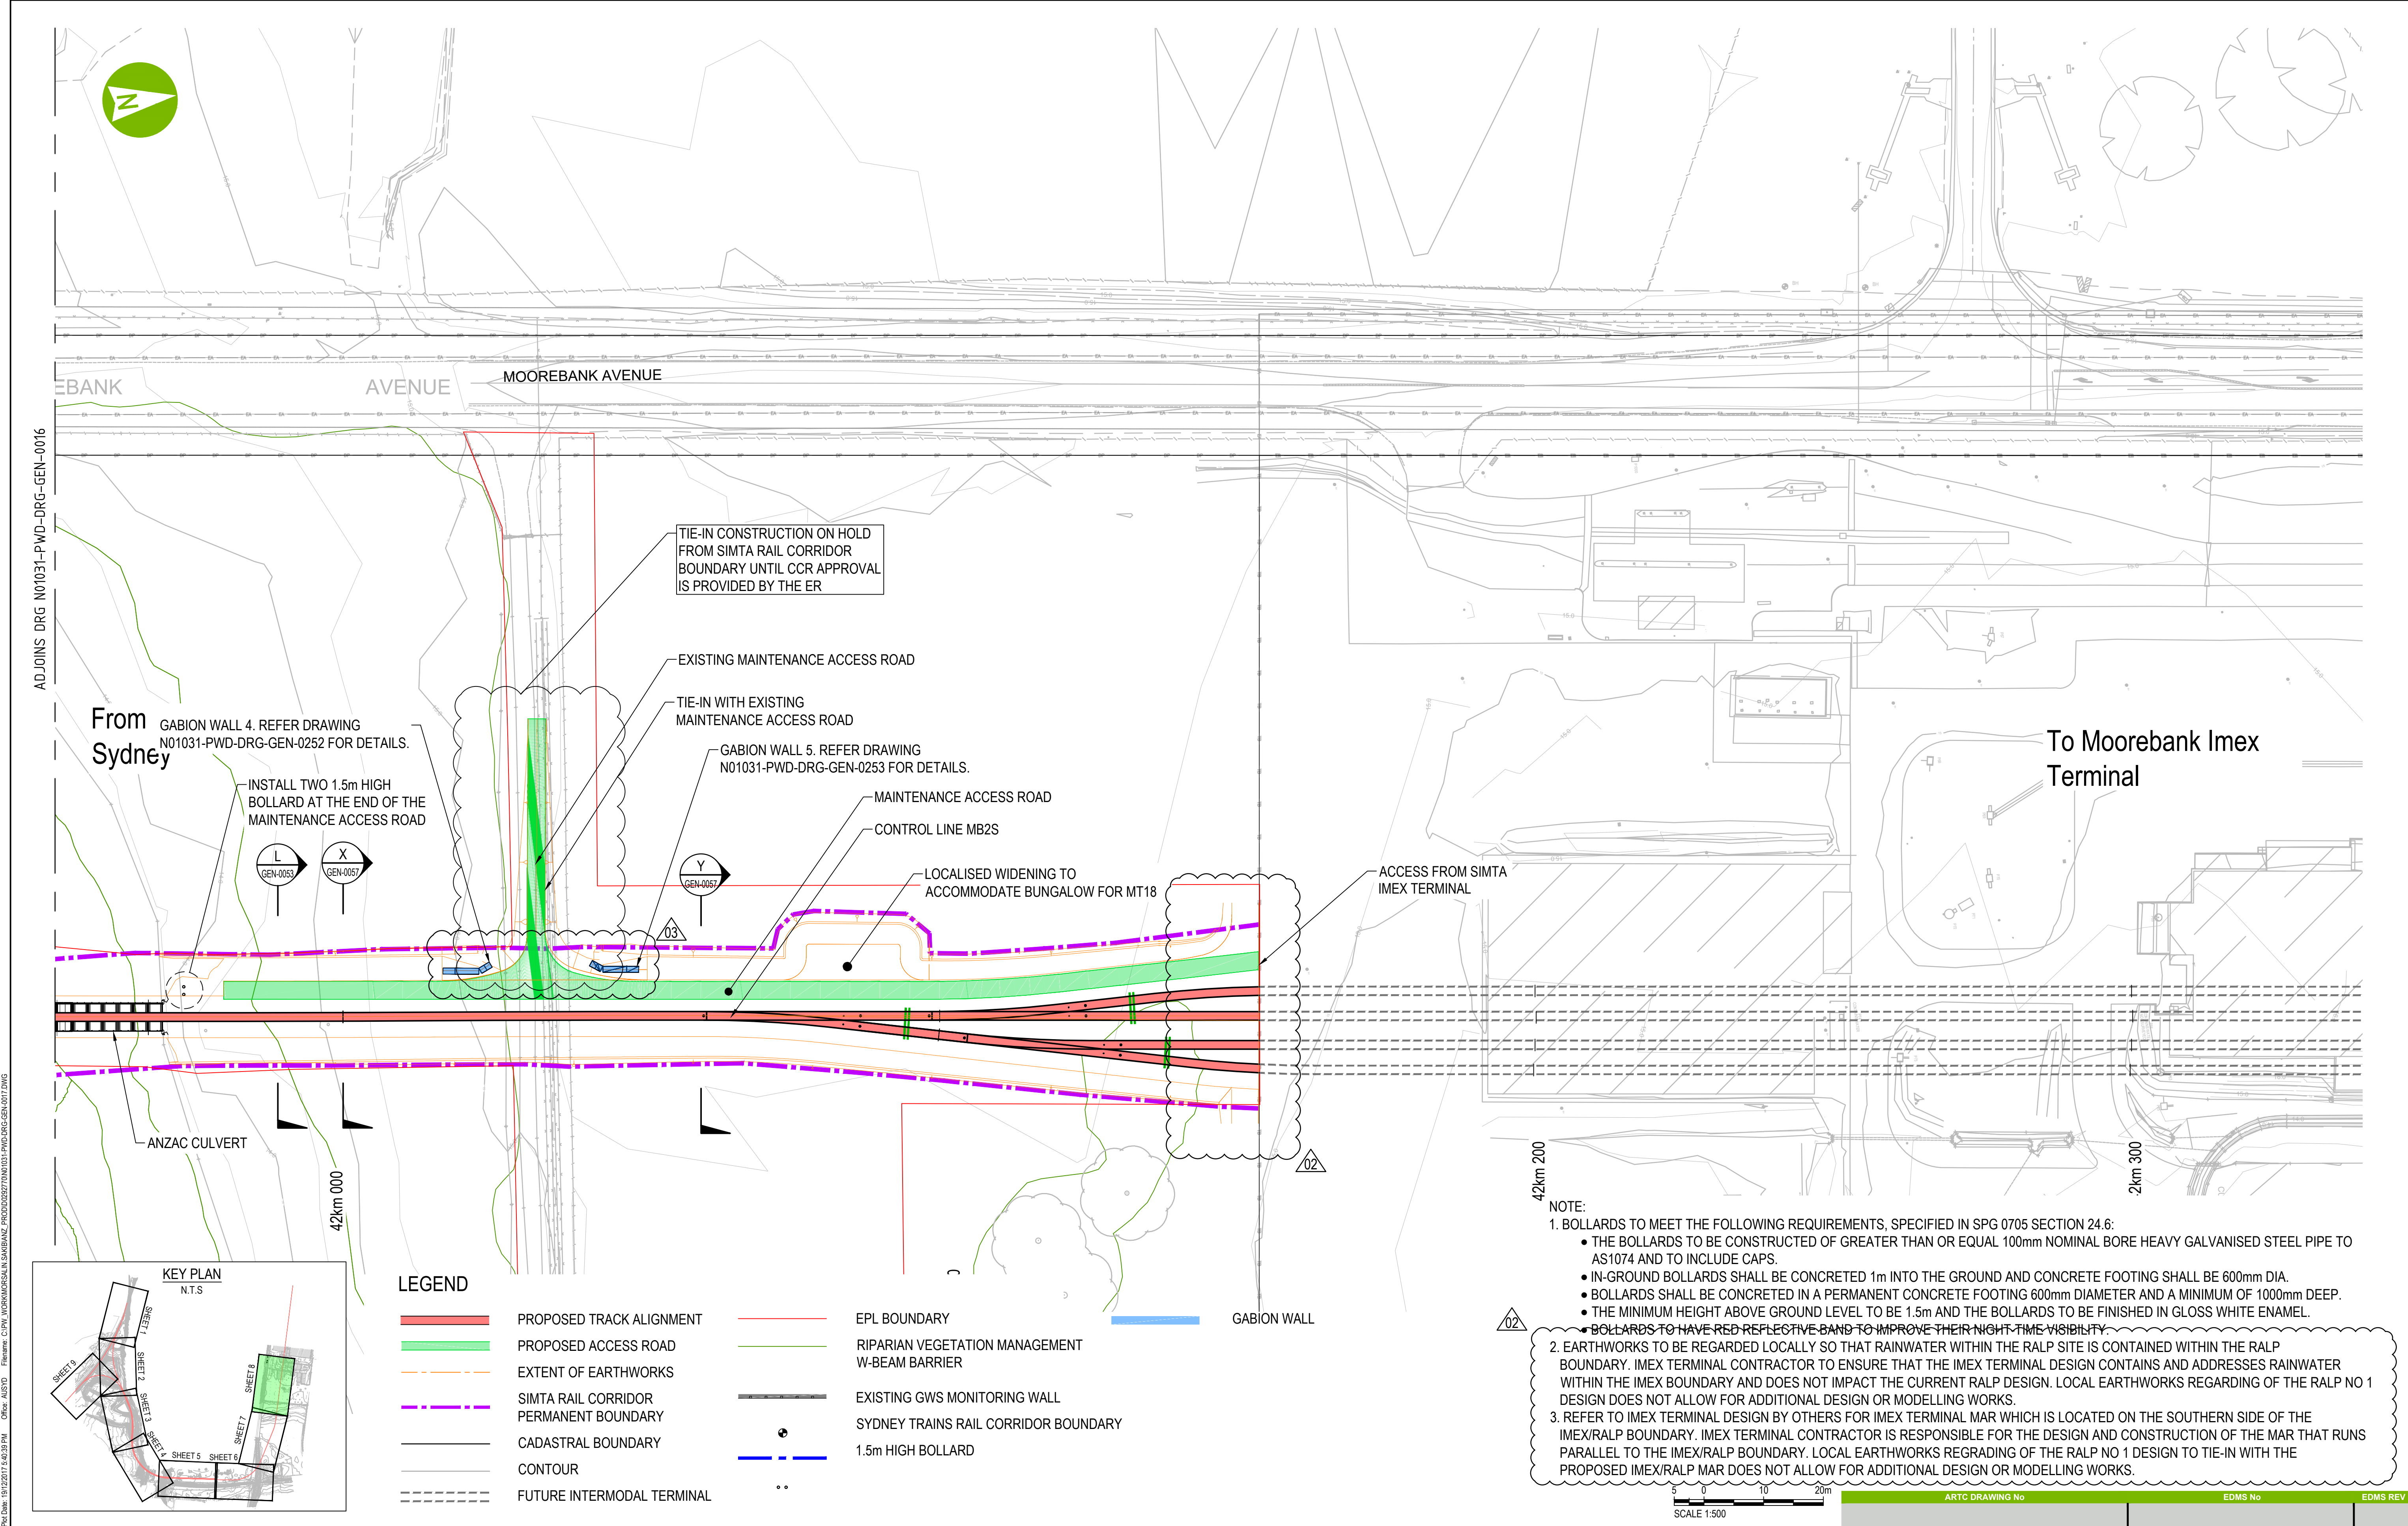 N
EBANK
AVENUE
MOOREBANK AVENUE
ADJOINS DRG N01031-PWD-DRG-GEN-0016
TIE-IN CONSTRUCTION ON HOLD
FROM SIMTA RAIL CORRIDOR
BOUNDARY UNTIL CCR APPROVAL
IS PROVIDED BY THE ER
EXISTING MAINTENANCE ACCESS ROAD
TIE-IN WITH EXISTING
MAINTENANCE ACCESS ROAD
From
Sydney
GABION WALL 4. REFER DRAWING
N01031-PWD-DRG-GEN-0252 FOR DETAILS.
GABION WALL 5. REFER DRAWING
N01031-PWD-DRG-GEN-0253 FOR DETAILS.
To Moorebank Imex
Terminal
INSTALL TWO 1.5m HIGH
BOLLARD AT THE END OF THE
MAINTENANCE ACCESS ROAD
MAINTENANCE ACCESS ROAD
CONTROL LINE MB2S
L
GEN-0053
X
GEN-0057
Y
GEN-0057
LOCALISED WIDENING TO
ACCOMMODATE BUNGALOW FOR MT18
ACCESS FROM SIMTA
IMEX TERMINAL
03
ANZAC CULVERT
02
42km 000
42km 200
2km 300
NOTE:
1. BOLLARDS TO MEET THE FOLLOWING REQUIREMENTS, SPECIFIED IN SPG 0705 SECTION 24.6:
● THE BOLLARDS TO BE CONSTRUCTED OF GREATER THAN OR EQUAL 100mm NOMINAL BORE HEAVY GALVANISED STEEL PIPE TO
AS1074 AND TO INCLUDE CAPS.
● IN-GROUND BOLLARDS SHALL BE CONCRETED 1m INTO THE GROUND AND CONCRETE FOOTING SHALL BE 600mm DIA.
● BOLLARDS SHALL BE CONCRETED IN A PERMANENT CONCRETE FOOTING 600mm DIAMETER AND A MINIMUM OF 1000mm DEEP.
● THE MINIMUM HEIGHT ABOVE GROUND LEVEL TO BE 1.5m AND THE BOLLARDS TO BE FINISHED IN GLOSS WHITE ENAMEL.
● BOLLARDS TO HAVE RED REFLECTIVE BAND TO IMPROVE THEIR NIGHT-TIME VISIBILITY.
02
2. EARTHWORKS TO BE REGARDED LOCALLY SO THAT RAINWATER WITHIN THE RALP SITE IS CONTAINED WITHIN THE RALP
BOUNDARY. IMEX TERMINAL CONTRACTOR TO ENSURE THAT THE IMEX TERMINAL DESIGN CONTAINS AND ADDRESSES RAINWATER
WITHIN THE IMEX BOUNDARY AND DOES NOT IMPACT THE CURRENT RALP DESIGN. LOCAL EARTHWORKS REGARDING OF THE RALP NO 1
DESIGN DOES NOT ALLOW FOR ADDITIONAL DESIGN OR MODELLING WORKS.
3. REFER TO IMEX TERMINAL DESIGN BY OTHERS FOR IMEX TERMINAL MAR WHICH IS LOCATED ON THE SOUTHERN SIDE OF THE
IMEX/RALP BOUNDARY. IMEX TERMINAL CONTRACTOR IS RESPONSIBLE FOR THE DESIGN AND CONSTRUCTION OF THE MAR THAT RUNS
PARALLEL TO THE IMEX/RALP BOUNDARY. LOCAL EARTHWORKS REGRADING OF THE RALP NO 1 DESIGN TO TIE-IN WITH THE
PROPOSED IMEX/RALP MAR DOES NOT ALLOW FOR ADDITIONAL DESIGN OR MODELLING WORKS.
KEY PLAN
N.T.S
SHEET 1
SHEET 2
SHEET 3
SHEET 4
SHEET 5
SHEET 6
SHEET 7
SHEET 8
SHEET 9
LEGEND
PROPOSED TRACK ALIGNMENT
PROPOSED ACCESS ROAD
EXTENT OF EARTHWORKS
SIMTA RAIL CORRIDOR
PERMANENT BOUNDARY
CADASTRAL BOUNDARY
CONTOUR
FUTURE INTERMODAL TERMINAL
EPL BOUNDARY
RIPARIAN VEGETATION MANAGEMENT
W-BEAM BARRIER
EXISTING GWS MONITORING WALL
SYDNEY TRAINS RAIL CORRIDOR BOUNDARY
1.5m HIGH BOLLARD
GABION WALL
5 0 10 20m
SCALE 1:500
ARTC DRAWING No
EDMS No
EDMS REV